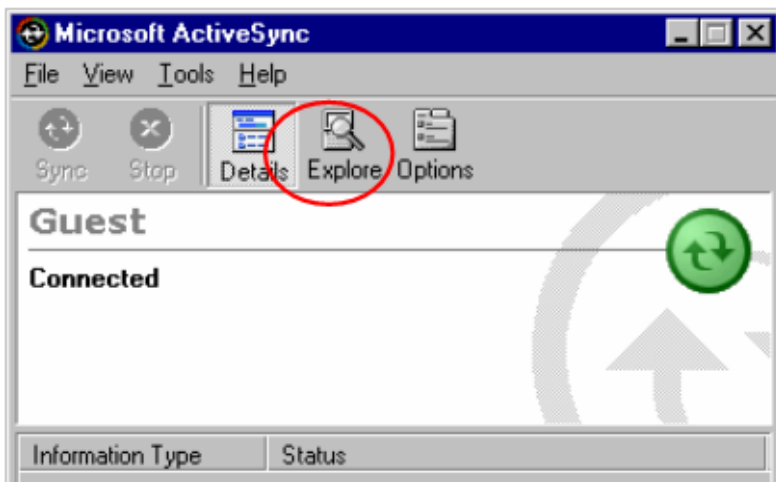 Microsoft ActiveSync
File View Tools Help
Sync Stop Details Explore Options
Guest
Connected
Information Type Status